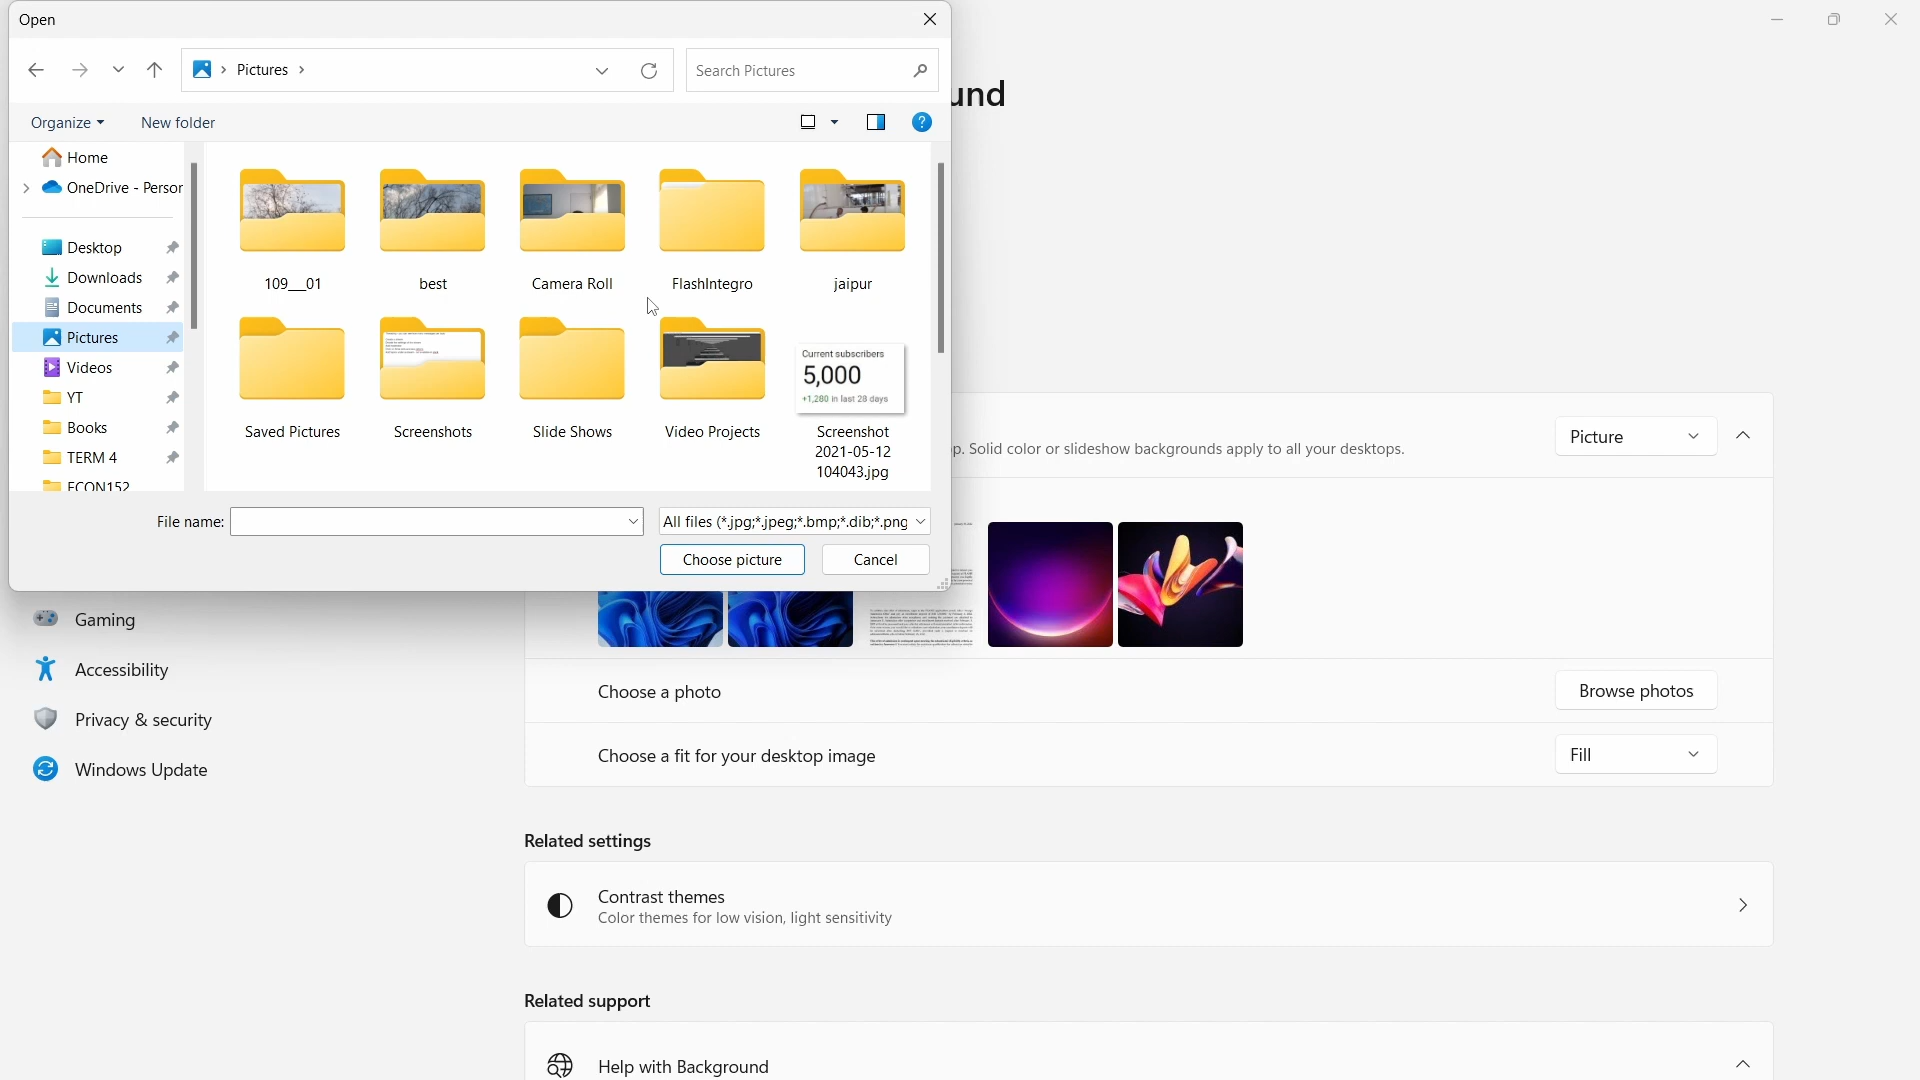 Open
Pictures
Search Pictures
Organize
New folder
Home
OneDrive - Persor
Desktop
Downloads
Documents
Pictures
Videos
YT
Books
TERM 4
ECON152
109__01
best
Camera Roll
FlashIntegro
jaipur
Saved Pictures
Screenshots
Slide Shows
Video Projects
Current subscribers
5,000
+1,280 in last 28 days
Screenshot
2021-05-12
104043.jpg
File name:
All files (*.jpg;*.jpeg;*.bmp;*.dib;*.png
Choose picture
Cancel
und
p. Solid color or slideshow backgrounds apply to all your desktops.
Picture
Gaming
Accessibility
Privacy & security
Windows Update
Choose a photo
Browse photos
Choose a fit for your desktop image
Fill
Related settings
Contrast themes
Color themes for low vision, light sensitivity
Related support
Help with Background